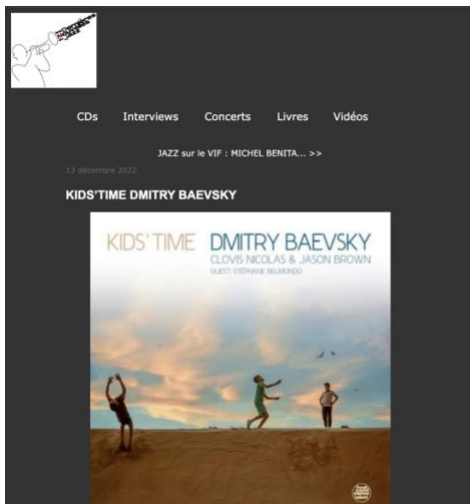 CDs Interviews Concerts Livres Vidéos
JAZZ sur le VIF : MICHEL BENITA... >>
13 décembre 2022
KIDS'TIME DMITRY BAEVSKY
KIDS' TIME DMITRY BAEVSKY
CLOVIS NICOLAS & JASON BROWN
GUEST: STÉPHANE BELMONDO